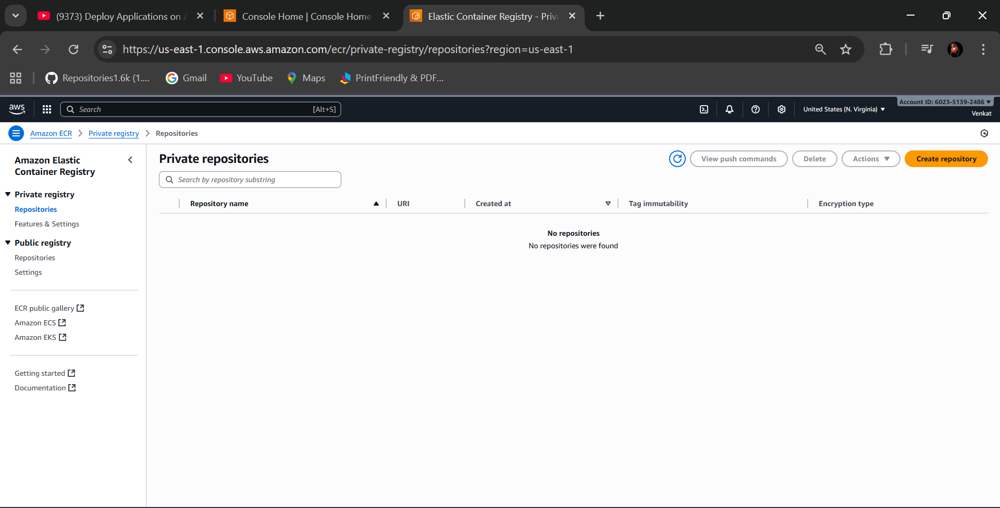 (9373) Deploy Applications on
Console Home | Console Home
Elastic Container Registry - Priva
https://us-east-1.console.aws.amazon.com/ecr/private-registry/repositories?region=us-east-1
Repositories1.6k (1....
Gmail
YouTube
Maps
PrintFriendly & PDF...
aws
Search
[Alt+S]
United States (N. Virginia)
Account ID: 6023-5139-2486
Venkat
Amazon ECR
Private registry
Repositories
Amazon Elastic
Container Registry
Private registry
Repositories
Features & Settings
Public registry
Repositories
Settings
ECR public gallery
Amazon ECS
Amazon EKS
Getting started
Documentation
Private repositories
View push commands
Delete
Actions
Create repository
Search by repository substring
Repository name
URI
Created at
Tag immutability
Encryption type
No repositories
No repositories were found